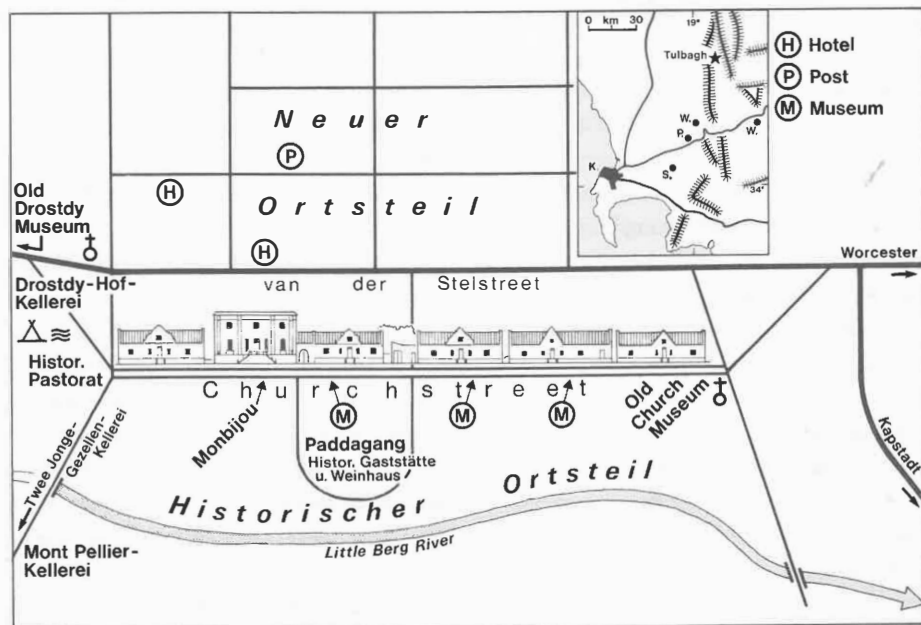 0 km 30
19°
Tulbagh
W.
P.
W.
K
S.
34°
H Hotel
P Post
M Museum
Neuer
P
H
Ortsteil
H
Old
Drostdy
Museum
Worcester
Drostdy-Hof-
Kellerei
van der Stelstreet
Histor.
Pastorat
Churchstreet
Monbijou
M
M
M
Old
Church
Museum
Paddagang
Histor. Gaststätte
u. Weinhaus
Kapstadt
Twee Jonge-
Gezellen-
Kellerei
Historischer Ortsteil
Little Berg River
Mont Pellier-
Kellerei